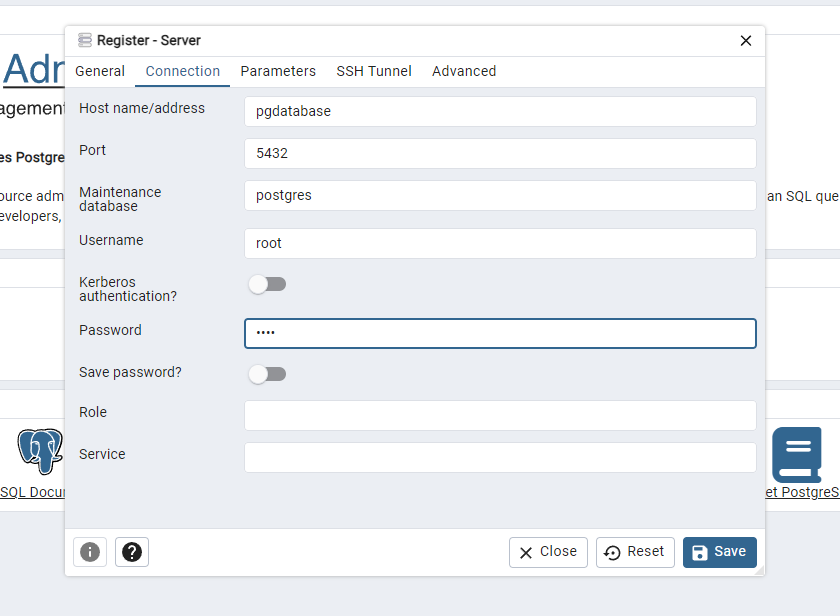 Register - Server
General Connection Parameters SSH Tunnel Advanced
Adr
agement
es Postgre
ource adm
evelopers,
an SQL que
Host name/address pgdatabase
Port 5432
Maintenance
database
postgres
Username root
Kerberos
authentication?
Password ••••
Save password?
Role
Service
SQL Docu
et PostgreS
Close Reset Save